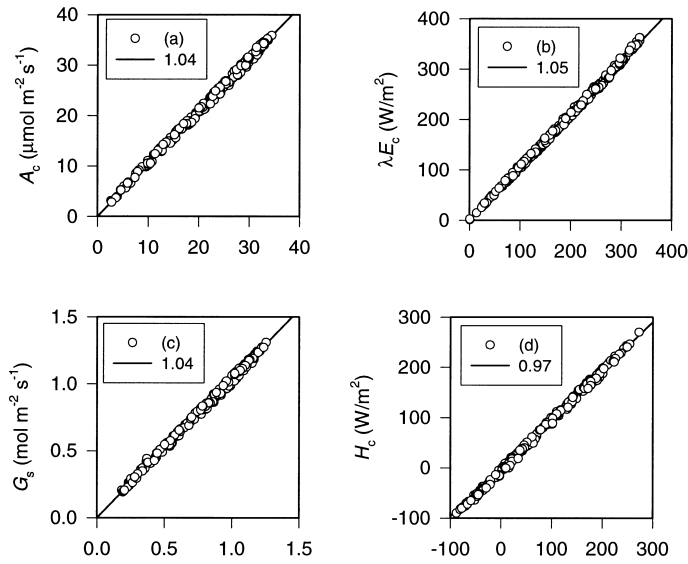 A_c (μmol m⁻² s⁻¹)
40
30
20
10
0
(a)
1.04
0 10 20 30 40
λE_c (W/m²)
400
300
200
100
0
(b)
1.05
0 100 200 300 400
G_s (mol m⁻² s⁻¹)
1.5
1.0
0.5
0.0
(c)
1.04
0.0 0.5 1.0 1.5
H_c (W/m²)
300
200
100
0
-100
(d)
0.97
-100 0 100 200 300